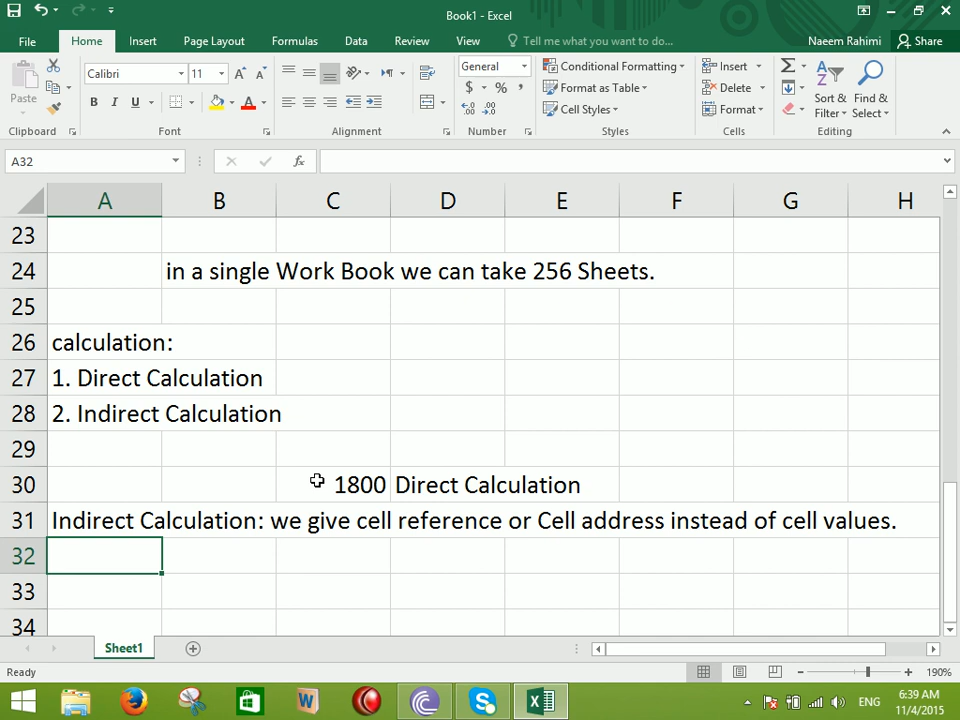 Book1 - Excel
File Home Insert Page Layout Formulas Data Review View Tell me what you want to do... Naeem Rahimi Share
Paste
Calibri 11
General
Conditional Formatting
Format as Table
Cell Styles
Insert
Delete
Format
Sort & Filter
Find & Select
Clipboard Font Alignment Number Styles Cells Editing
A32
A B C D E F G H
23
24 in a single Work Book we can take 256 Sheets.
25
26 calculation:
27 1. Direct Calculation
28 2. Indirect Calculation
29
30 1800 Direct Calculation
31 Indirect Calculation: we give cell reference or Cell address instead of cell values.
32
33
34
Sheet1
Ready 190%
ENG 6:39 AM
11/4/2015